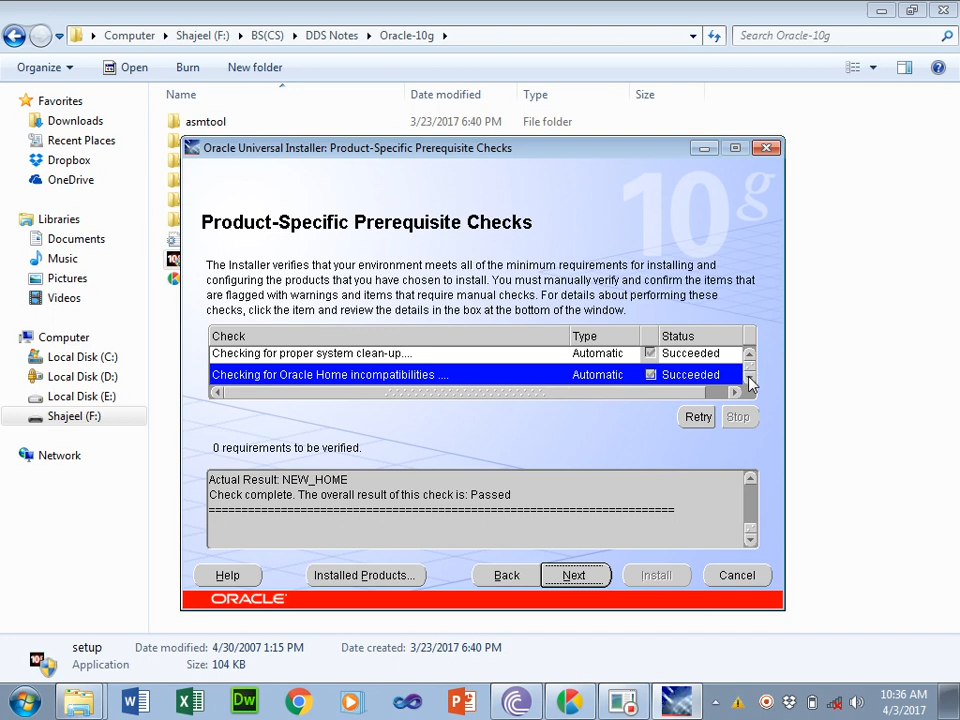 Computer
Shajeel (F:)
BS(CS)
DDS Notes
Oracle-10g
Search Oracle-10g
Organize
Open
Burn
New folder
Name
Date modified
Type
Size
Favorites
Downloads
Recent Places
Dropbox
OneDrive
Libraries
Documents
Music
Pictures
Videos
Computer
Local Disk (C:)
Local Disk (D:)
Local Disk (E:)
Shajeel (F:)
Network
asmtool
3/23/2017 6:40 PM
File folder
Oracle Universal Installer: Product-Specific Prerequisite Checks
10g
Product-Specific Prerequisite Checks
The Installer verifies that your environment meets all of the minimum requirements for installing and
configuring the products that you have chosen to install. You must manually verify and confirm the items that
are flagged with warnings and items that require manual checks. For details about performing these
checks, click the item and review the details in the box at the bottom of the window.
Check Type Status
Checking for proper system clean-up.... Automatic Succeeded
Checking for Oracle Home incompatibilities .... Automatic Succeeded
Retry
Stop
0 requirements to be verified.
Actual Result: NEW_HOME
Check complete. The overall result of this check is: Passed
========================================================================
Help
Installed Products...
Back
Next
Install
Cancel
ORACLE
setup
Application
Date modified: 4/30/2007 1:15 PM
Size: 104 KB
Date created: 3/23/2017 6:40 PM
10:36 AM
4/3/2017